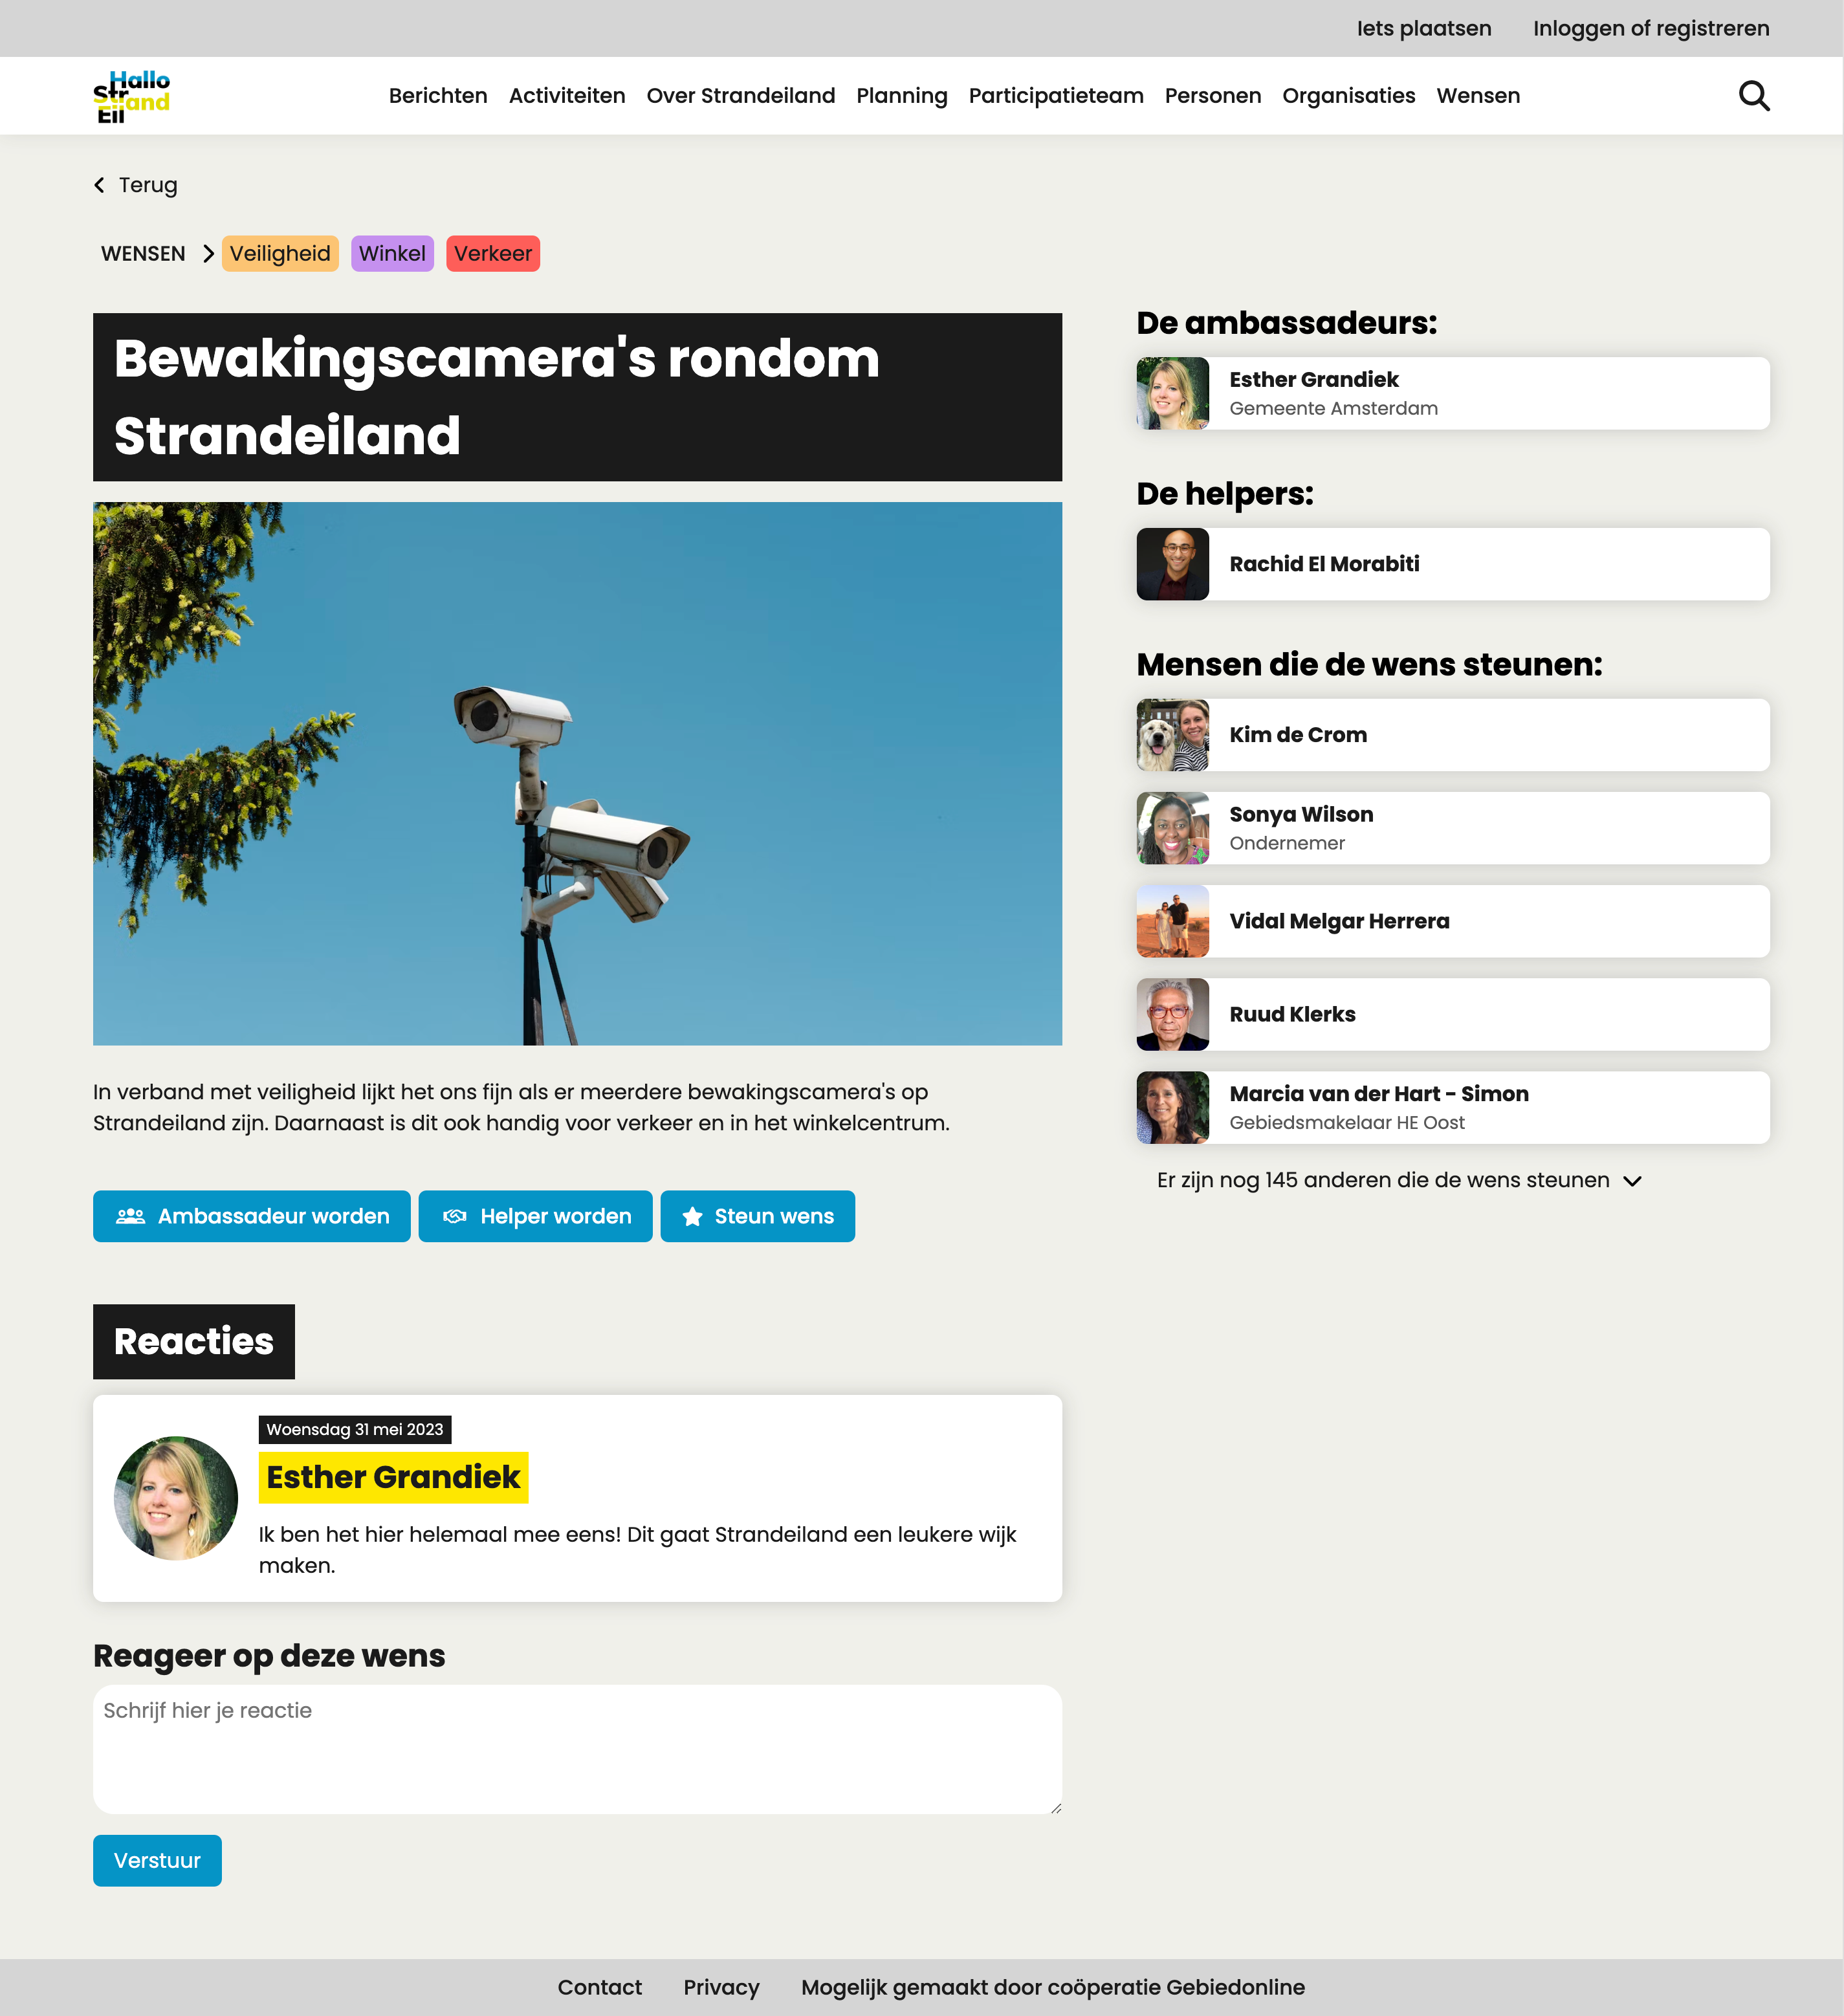 Iets plaatsen Inloggen of registreren
Hallo
Str
and
Eil
Berichten Activiteiten Over Strandeiland Planning Participatieteam Personen Organisaties Wensen
Terug
WENSEN Veiligheid Winkel Verkeer
Bewakingscamera's rondom
Strandeiland
In verband met veiligheid lijkt het ons fijn als er meerdere bewakingscamera's op
Strandeiland zijn. Daarnaast is dit ook handig voor verkeer en in het winkelcentrum.
Ambassadeur worden Helper worden Steun wens
De ambassadeurs:
Esther Grandiek
Gemeente Amsterdam
De helpers:
Rachid El Morabiti
Mensen die de wens steunen:
Kim de Crom
Sonya Wilson
Ondernemer
Vidal Melgar Herrera
Ruud Klerks
Marcia van der Hart - Simon
Gebiedsmakelaar HE Oost
Er zijn nog 145 anderen die de wens steunen
Reacties
Woensdag 31 mei 2023
Esther Grandiek
Ik ben het hier helemaal mee eens! Dit gaat Strandeiland een leukere wijk
maken.
Reageer op deze wens
Schrijf hier je reactie
Verstuur
Contact Privacy Mogelijk gemaakt door coöperatie Gebiedonline